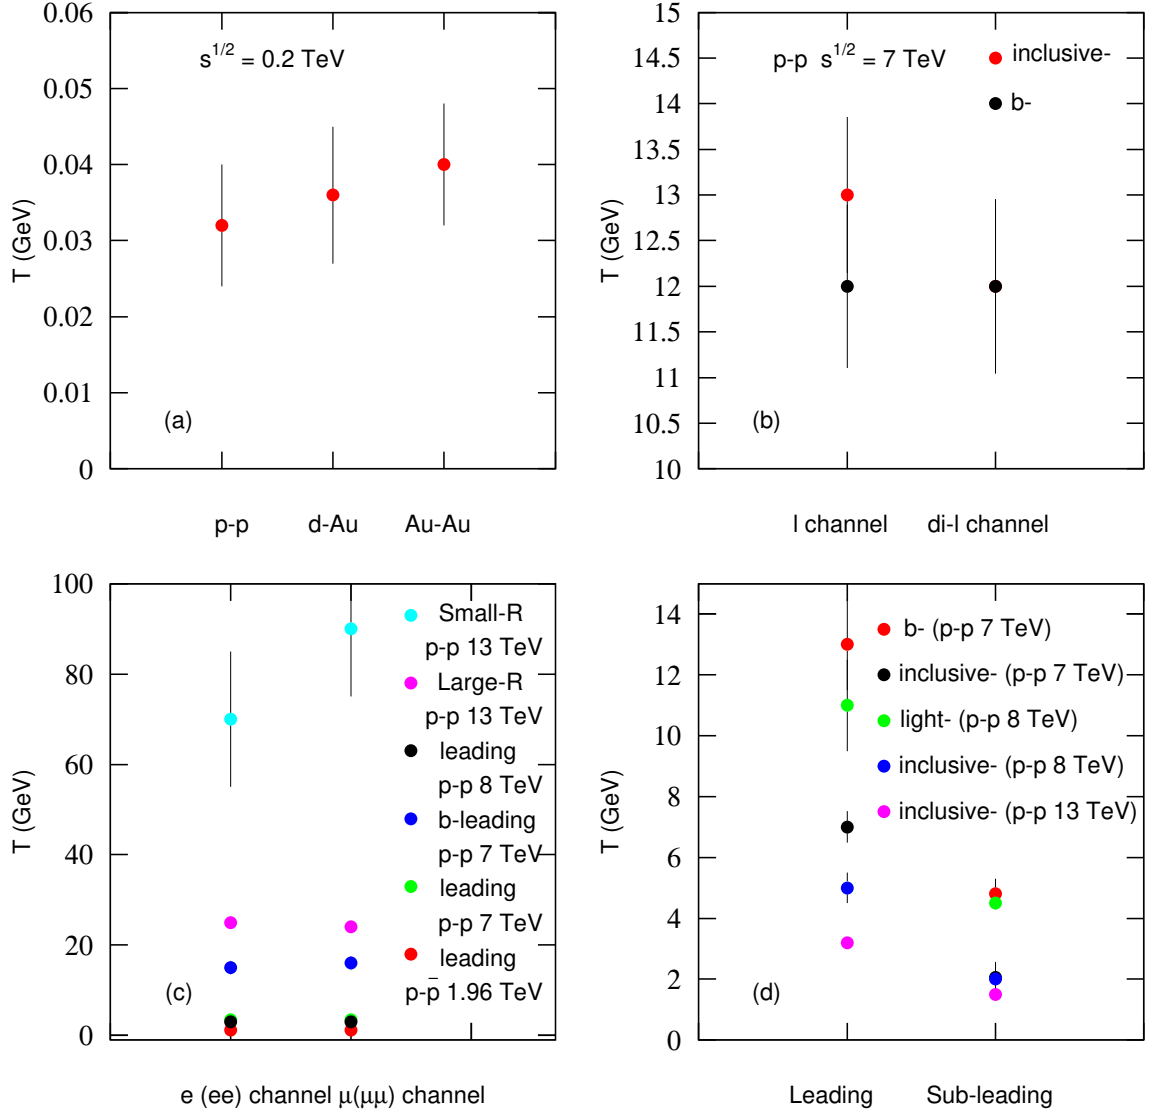 0.06
0.05
0.04
0.03
0.02
0.01
0
T (GeV)
s1/2 = 0.2 TeV
(a)
p-p d-Au Au-Au
15
14.5
14
13.5
13
12.5
12
11.5
11
10.5
10
T (GeV)
p-p s1/2 = 7 TeV
inclusive-
b-
(b)
l channel di-l channel
100
80
60
40
20
0
T (GeV)
Small-R
p-p 13 TeV
Large-R
p-p 13 TeV
leading
p-p 8 TeV
b-leading
p-p 7 TeV
leading
p-p 7 TeV
leading
p-p̄ 1.96 TeV
(c)
e (ee) channel μ(μμ) channel
14
12
10
8
6
4
2
0
T (GeV)
b- (p-p 7 TeV)
inclusive- (p-p 7 TeV)
light- (p-p 8 TeV)
inclusive- (p-p 8 TeV)
inclusive- (p-p 13 TeV)
(d)
Leading Sub-leading